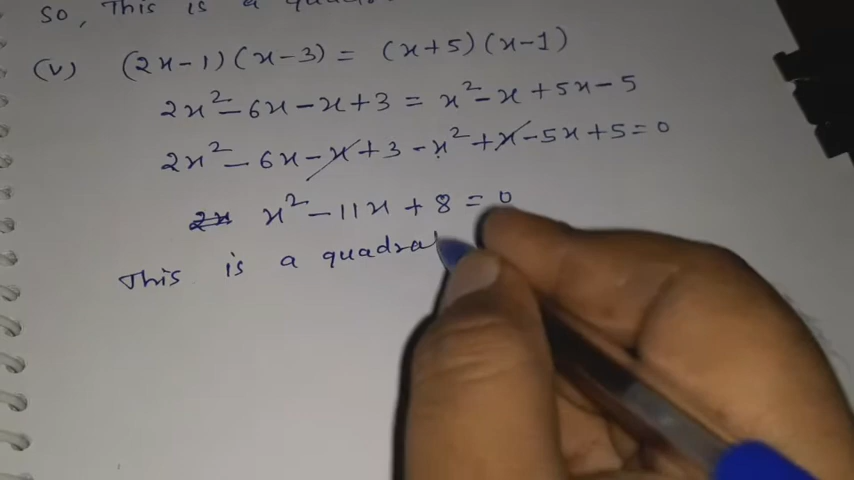 So, This is a
(v) (2x-1)(x-3) = (x+5)(x-1)
2x²-6x-x+3 = x²-x+5x-5
2x²-6x-x+3-x²+x-5x+5=0
x²-11x+8=0
This is a quadrat